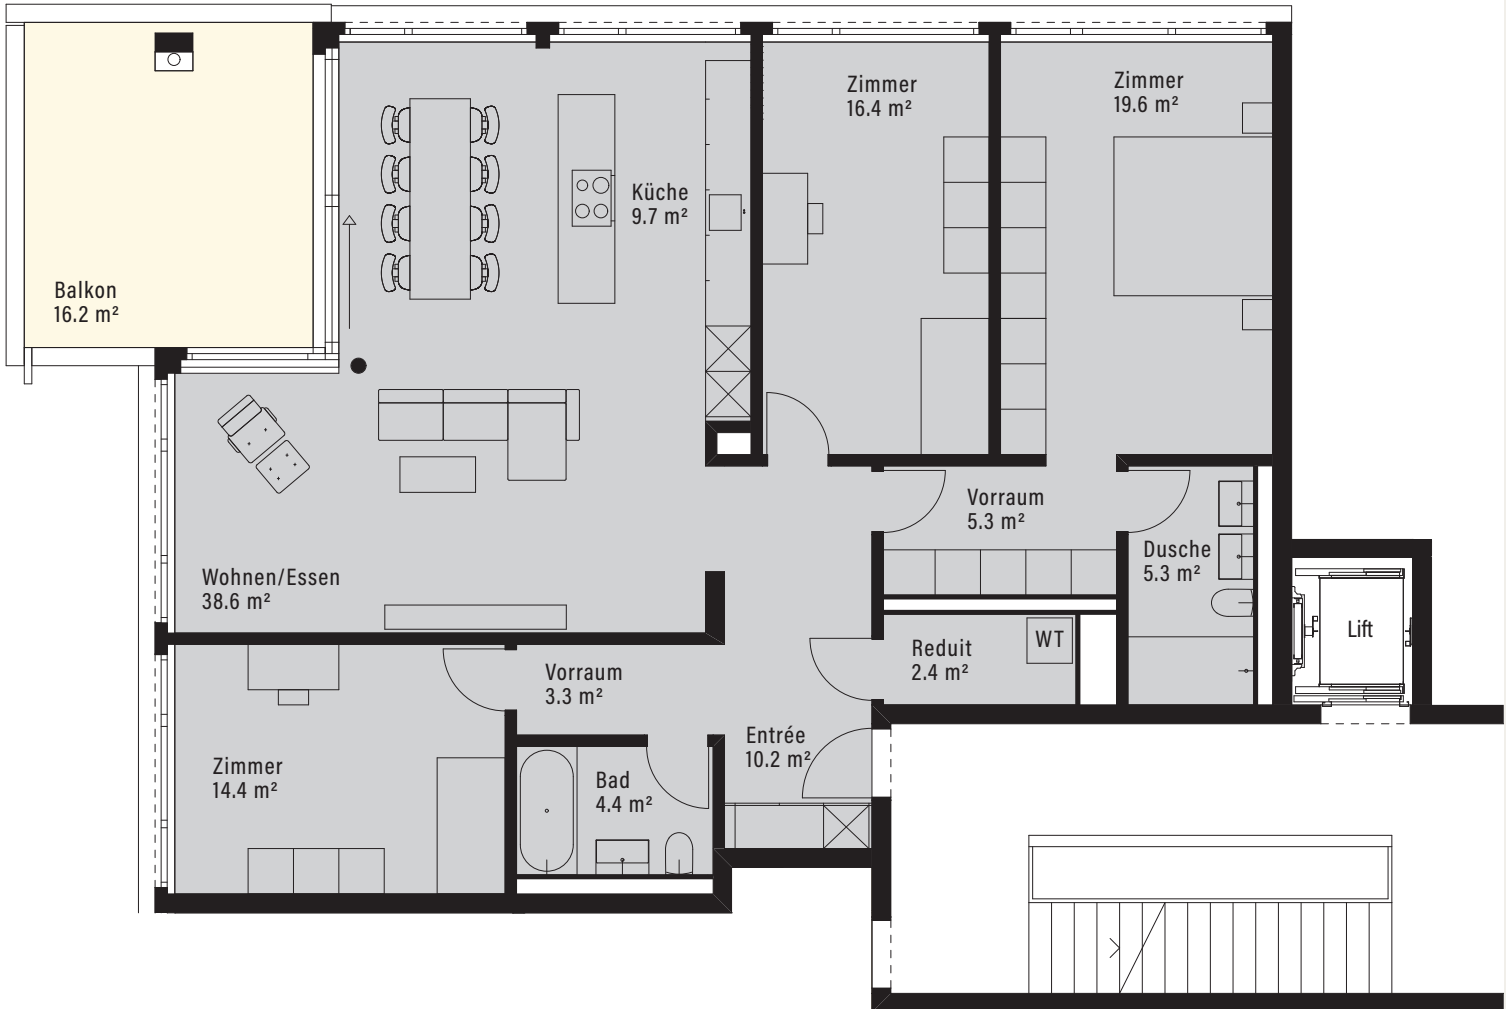 Zimmer
16.4 m²
Zimmer
19.6 m²
Küche
9.7 m²
Balkon
16.2 m²
Vorraum
5.3 m²
Dusche
5.3 m²
Wohnen/Essen
38.6 m²
Lift
Reduit
2.4 m²
WT
Vorraum
3.3 m²
Entrée
10.2 m²
Zimmer
14.4 m²
Bad
4.4 m²